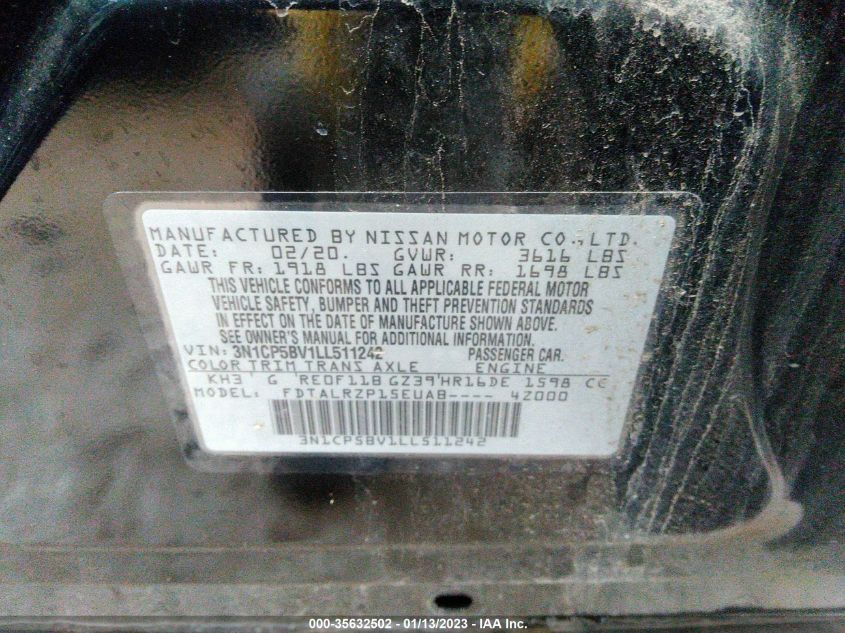 MANUFACTURED BY NISSAN MOTOR CO., LTD.
DATE: 02/20. GVWR: 3616 LBS
GAWR FR: 1918 LBS GAWR RR: 1698 LBS
THIS VEHICLE CONFORMS TO ALL APPLICABLE FEDERAL MOTOR
VEHICLE SAFETY, BUMPER AND THEFT PREVENTION STANDARDS
IN EFFECT ON THE DATE OF MANUFACTURE SHOWN ABOVE.
SEE OWNER'S MANUAL FOR ADDITIONAL INFORMATION.
VIN: 3N1CP5BV1LL511242 PASSENGER CAR.
COLOR TRIM TRANS AXLE ENGINE
KH3 G RE0F11B GZ39 HR16DE 1598 CC
MODEL: FDTALRZP15EUAB---- 4Z000
3N1CP5BV1LL511242
000-35632502 - 01/13/2023 - IAA Inc.